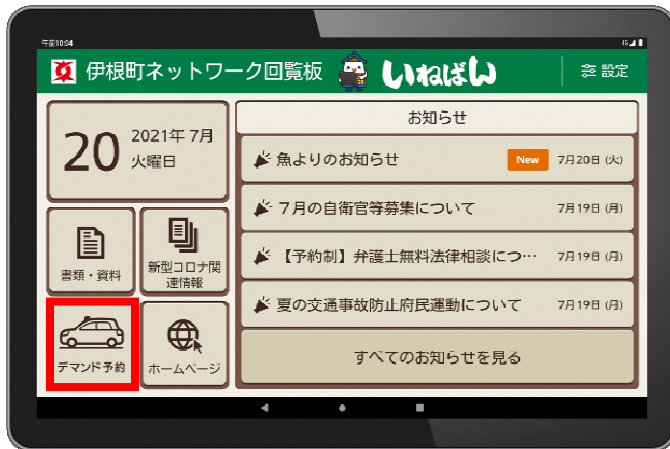 午前10:04
4G
伊根町ネットワーク回覧板
いねばん
設定
20
2021年 7月
火曜日
書類・資料
新型コロナ関
連情報
デマンド予約
ホームページ
お知らせ
魚よりのお知らせ
New
7月20日 (火)
7月の自衛官等募集について
7月19日 (月)
【予約制】弁護士無料法律相談につ…
7月19日 (月)
夏の交通事故防止府民運動について
7月19日 (月)
すべてのお知らせを見る